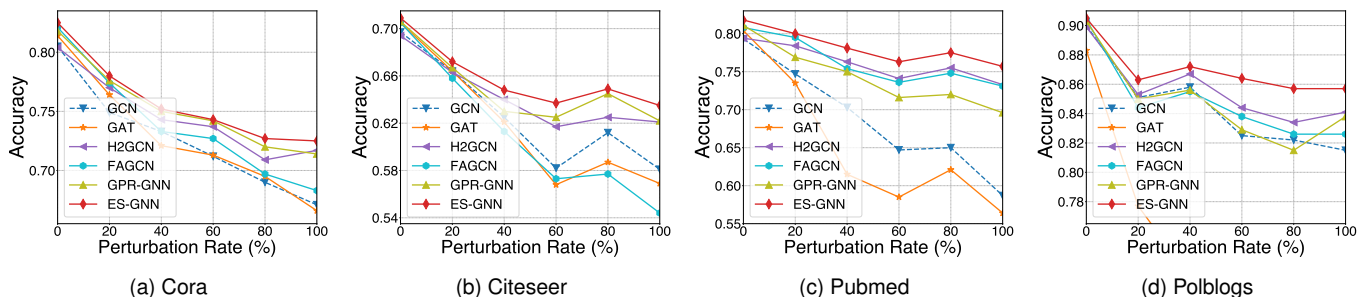 0.80
0.75
0.70
Accuracy
GCN
GAT
H2GCN
FAGCN
GPR-GNN
ES-GNN
0 20 40 60 80 100
Perturbation Rate (%)
(a) Cora
0.70
0.66
0.62
0.58
0.54
Accuracy
GCN
GAT
H2GCN
FAGCN
GPR-GNN
ES-GNN
0 20 40 60 80 100
Perturbation Rate (%)
(b) Citeseer
0.80
0.75
0.70
0.65
0.60
0.55
Accuracy
GCN
GAT
H2GCN
FAGCN
GPR-GNN
ES-GNN
0 20 40 60 80 100
Perturbation Rate (%)
(c) Pubmed
0.90
0.88
0.86
0.84
0.82
0.80
0.78
Accuracy
GCN
GAT
H2GCN
FAGCN
GPR-GNN
ES-GNN
0 20 40 60 80 100
Perturbation Rate (%)
(d) Polblogs